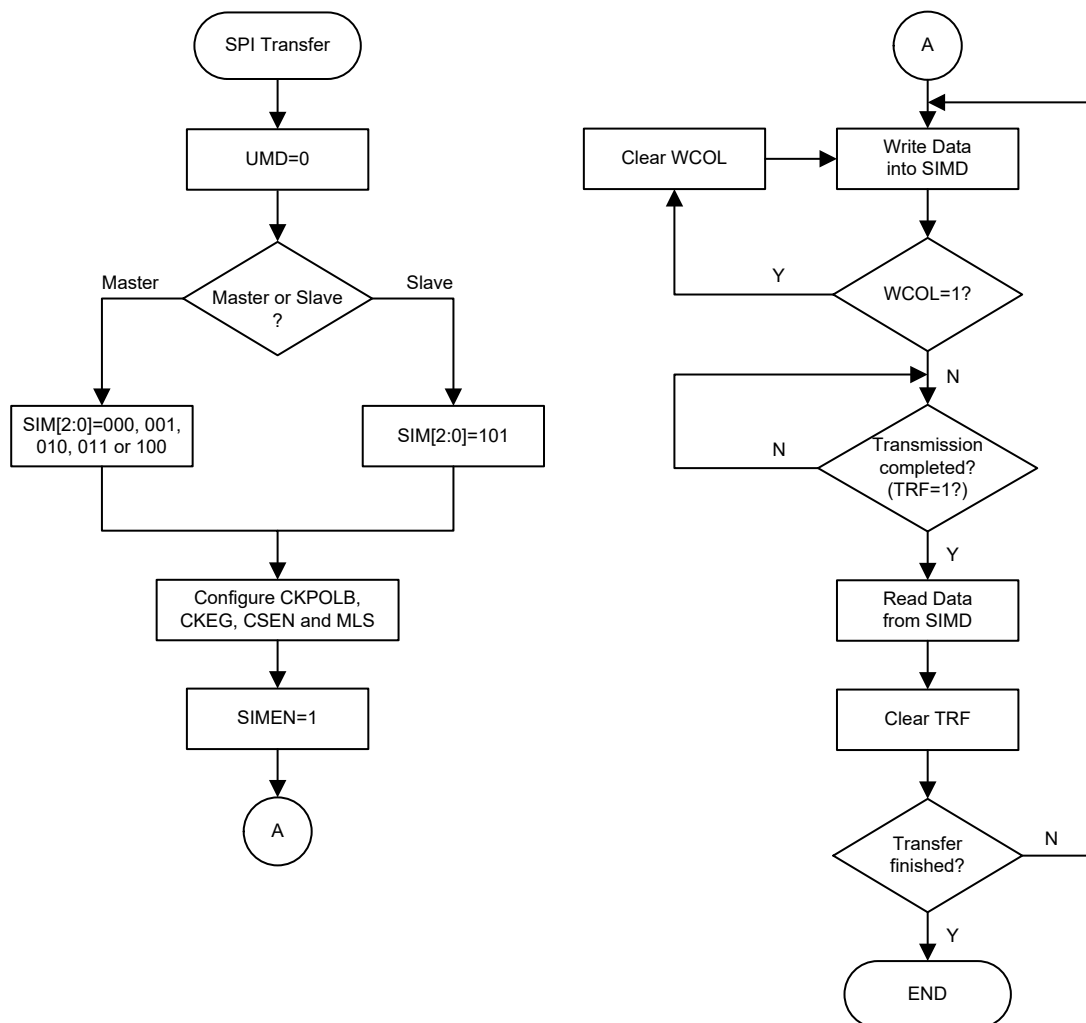 SPI Transfer
UMD=0
Master
Slave
Master or Slave
?
SIM[2:0]=000, 001,
010, 011 or 100
SIM[2:0]=101
Configure CKPOLB,
CKEG, CSEN and MLS
SIMEN=1
A
A
Clear WCOL
Write Data
into SIMD
Y
WCOL=1?
N
N
Transmission
completed?
(TRF=1?)
Y
Read Data
from SIMD
Clear TRF
Transfer
finished?
N
Y
END